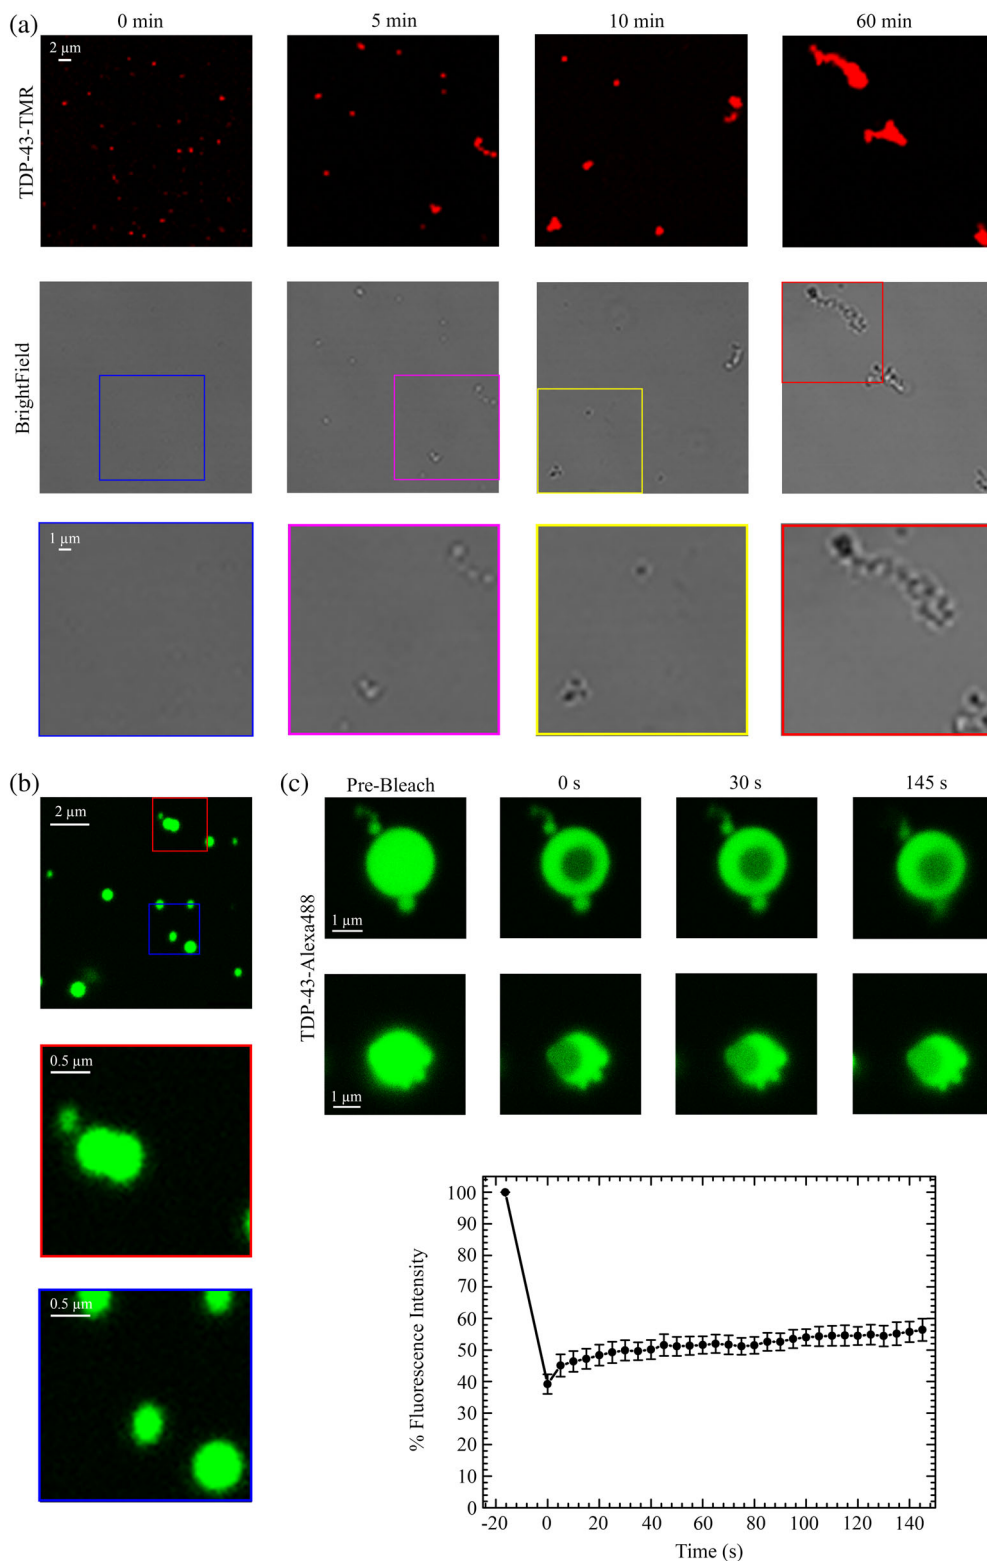 (a)
0 min
5 min
10 min
60 min
TDP-43-TMR
2 µm
BrightField
1 µm
(b)
2 µm
0.5 µm
0.5 µm
(c)
Pre-Bleach
0 s
30 s
145 s
TDP-43-Alexa488
1 µm
1 µm
% Fluorescence Intensity
100
90
80
70
60
50
40
30
20
10
0
-20
0
20
40
60
80
100
120
140
Time (s)